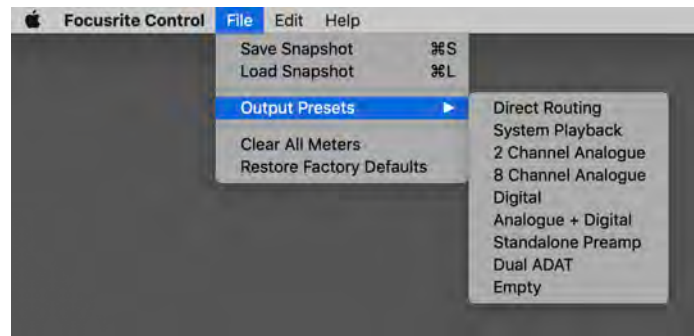 Focusrite Control File Edit Help
Save Snapshot ⌘S
Load Snapshot ⌘L
Output Presets ▶
Clear All Meters
Restore Factory Defaults
Direct Routing
System Playback
2 Channel Analogue
8 Channel Analogue
Digital
Analogue + Digital
Standalone Preamp
Dual ADAT
Empty